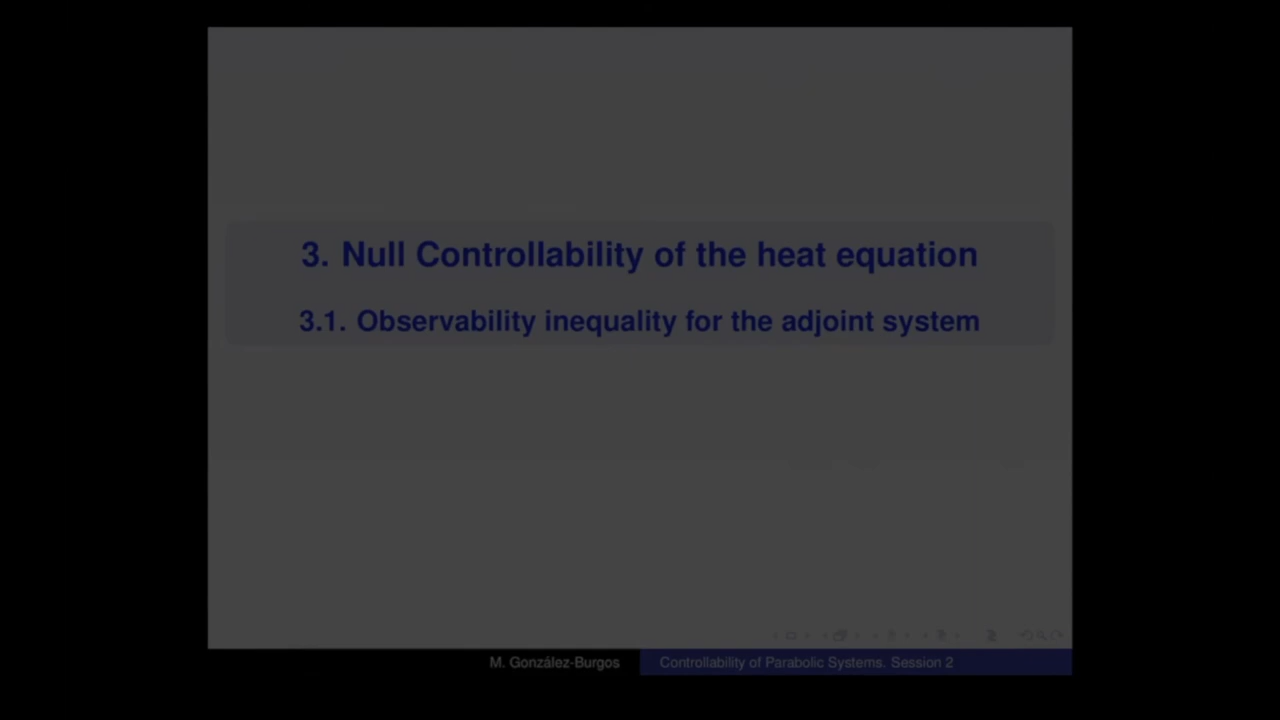 3. Null Controllability of the heat equation
3.1. Observability inequality for the adjoint system
M. González-Burgos
Controllability of Parabolic Systems. Session 2